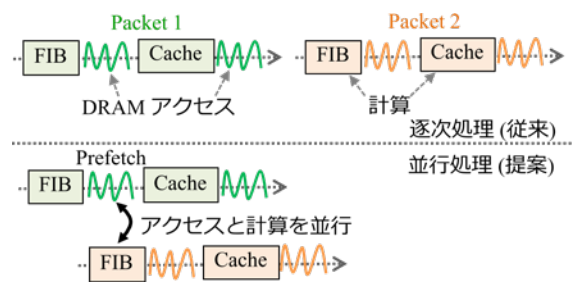 Packet 1
Packet 2
FIB
Cache
FIB
Cache
DRAM アクセス
計算
逐次処理 (従来)
並行処理 (提案)
Prefetch
FIB
Cache
アクセスと計算を並行
FIB
Cache